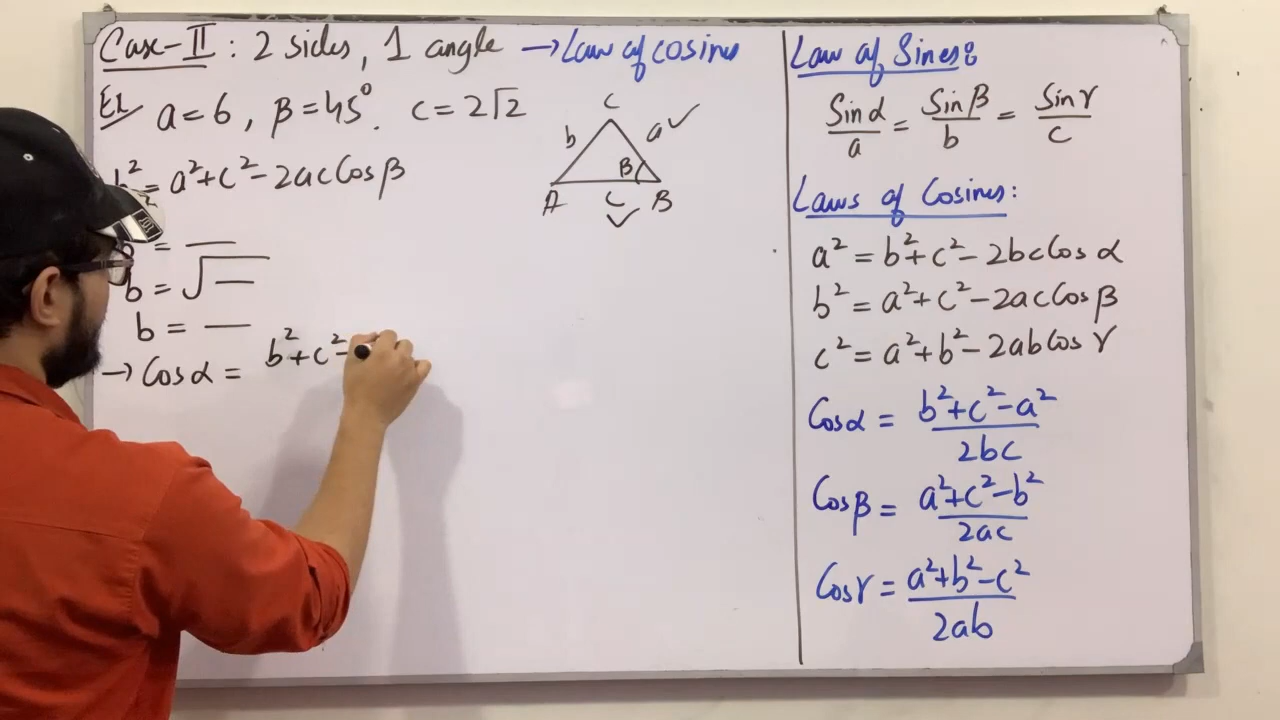 Case-II : 2 sides, 1 angle → Law of cosines
Ex a = 6 , β = 45°. c = 2√2
b² = a² + c² - 2ac Cos β
b² = —
b = √—
b = —
→ Cos α = b² + c² -
C
b a ✓
β
A c B
✓
Law of Sines:
Sin α / a = Sin β / b = Sin γ / c
Laws of Cosines:
a² = b² + c² - 2bc Cos α
b² = a² + c² - 2ac Cos β
c² = a² + b² - 2ab Cos γ
Cos α = b² + c² - a² / 2bc
Cos β = a² + c² - b² / 2ac
Cos γ = a² + b² - c² / 2ab